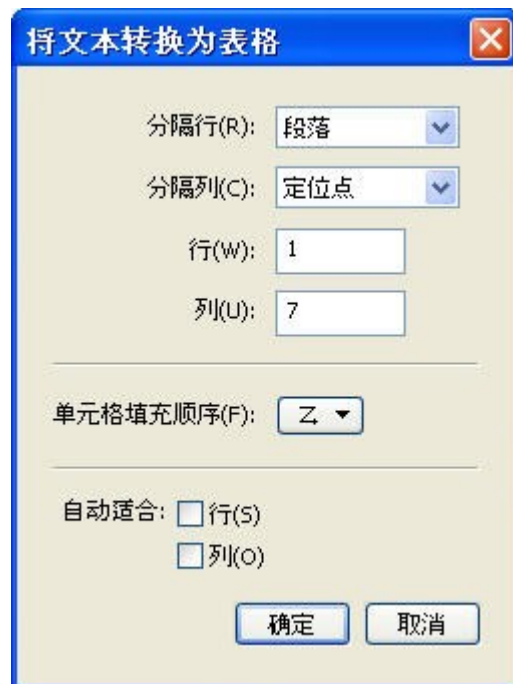 将文本转换为表格
分隔行(R): 段落
分隔列(C): 定位点
行(W): 1
列(U): 7
单元格填充顺序(F):
自动适合: 行(S)
列(O)
确定 取消